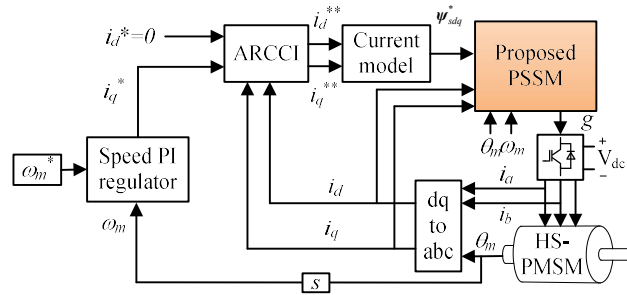 i_d*=0
ARCCI
i_d^**
i_q^**
Current
model
ψ*_sdq
Proposed
PSSM
i_q^*
θ_m
ω_m
g
+
V_dc
−
ω_m^*
Speed PI
regulator
ω_m
i_d
i_q
dq
to
abc
i_a
i_b
θ_m
HS-
PMSM
s